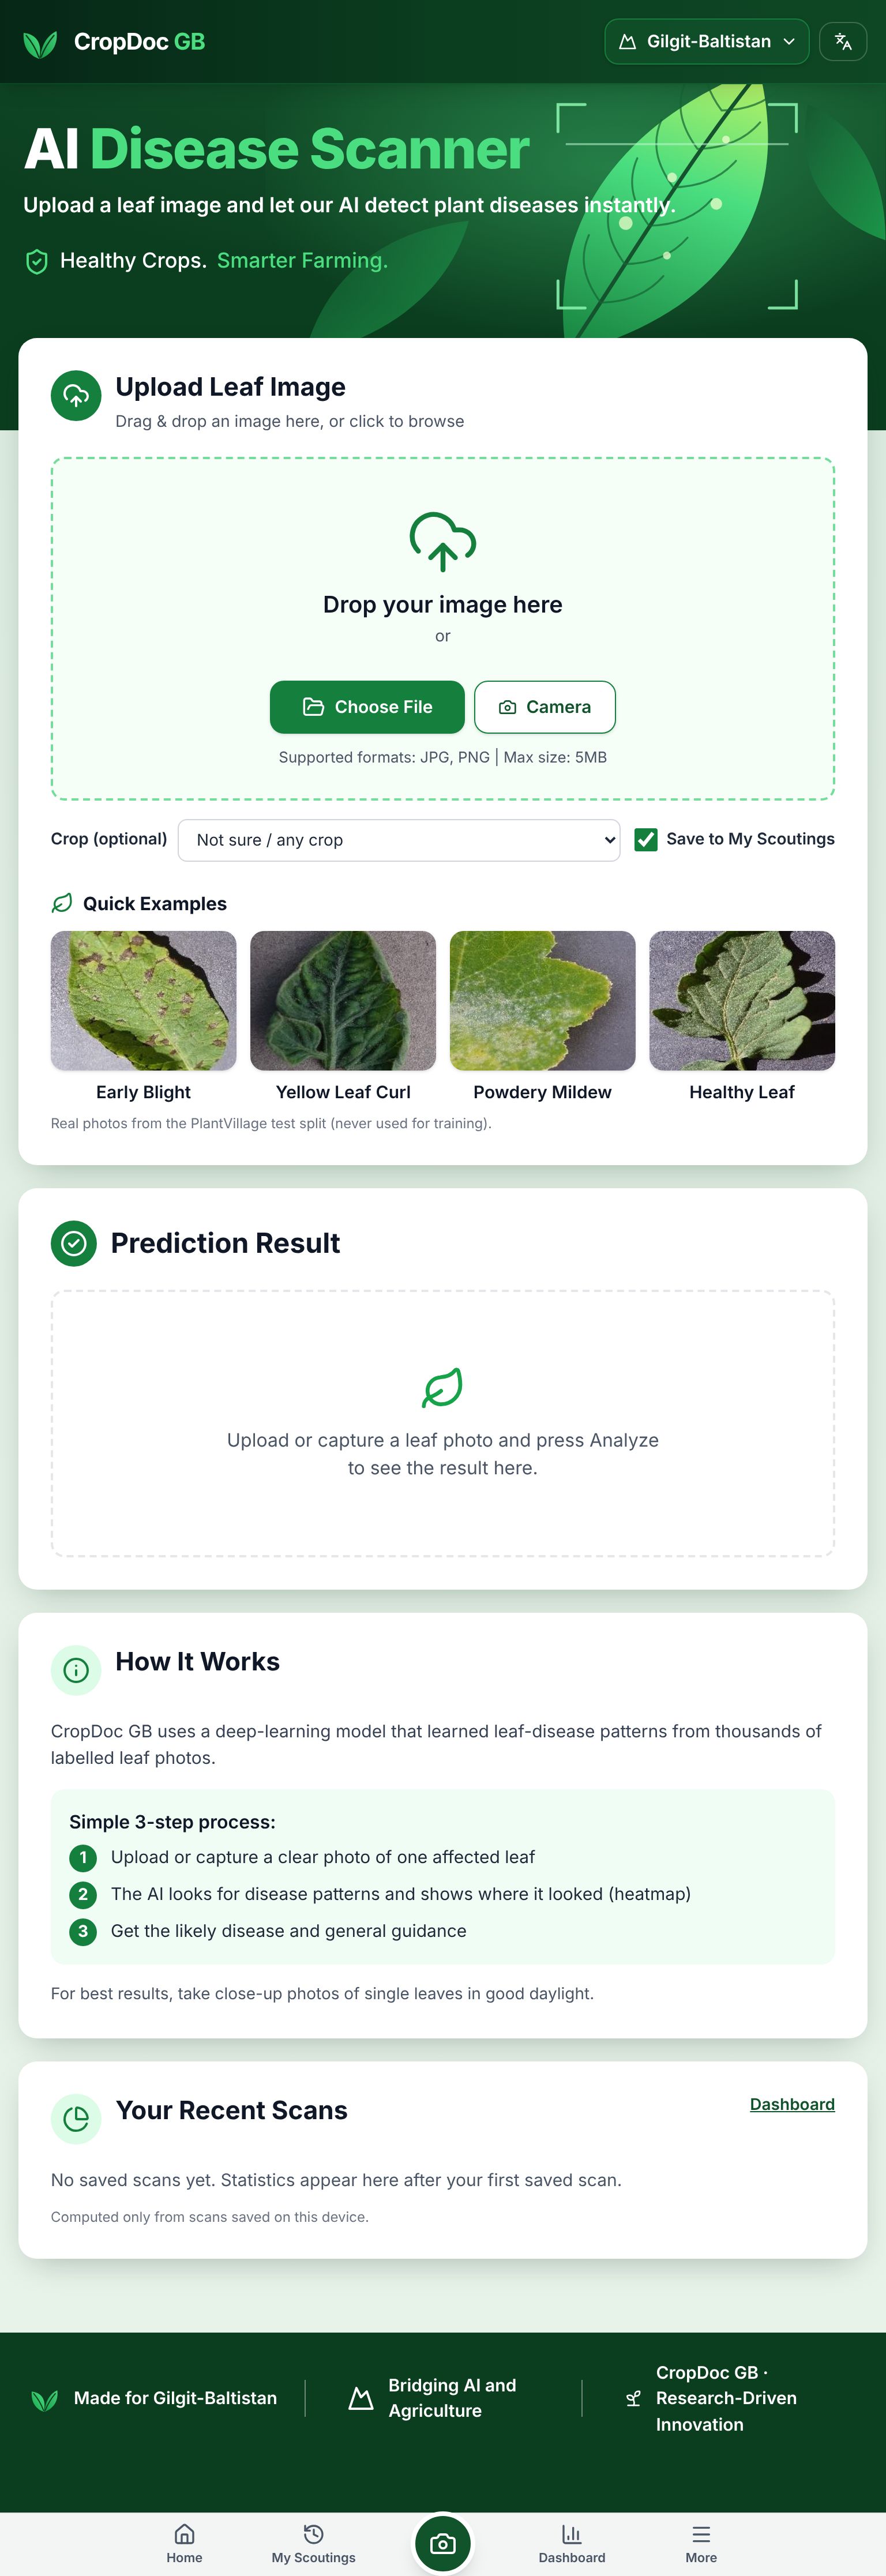 CropDoc GB
Gilgit-Baltistan
AI Disease Scanner
Upload a leaf image and let our AI detect plant diseases instantly.
Healthy Crops. Smarter Farming.
Upload Leaf Image
Drag & drop an image here, or click to browse
Drop your image here
or
Choose File
Camera
Supported formats: JPG, PNG | Max size: 5MB
Crop (optional)
Not sure / any crop
Save to My Scoutings
Quick Examples
Early Blight
Yellow Leaf Curl
Powdery Mildew
Healthy Leaf
Real photos from the PlantVillage test split (never used for training).
Prediction Result
Upload or capture a leaf photo and press Analyze
to see the result here.
How It Works
CropDoc GB uses a deep-learning model that learned leaf-disease patterns from thousands of
labelled leaf photos.
Simple 3-step process:
1 Upload or capture a clear photo of one affected leaf
2 The AI looks for disease patterns and shows where it looked (heatmap)
3 Get the likely disease and general guidance
For best results, take close-up photos of single leaves in good daylight.
Your Recent Scans
Dashboard
No saved scans yet. Statistics appear here after your first saved scan.
Computed only from scans saved on this device.
Made for Gilgit-Baltistan
Bridging AI and
Agriculture
CropDoc GB ·
Research-Driven
Innovation
Home
My Scoutings
Dashboard
More